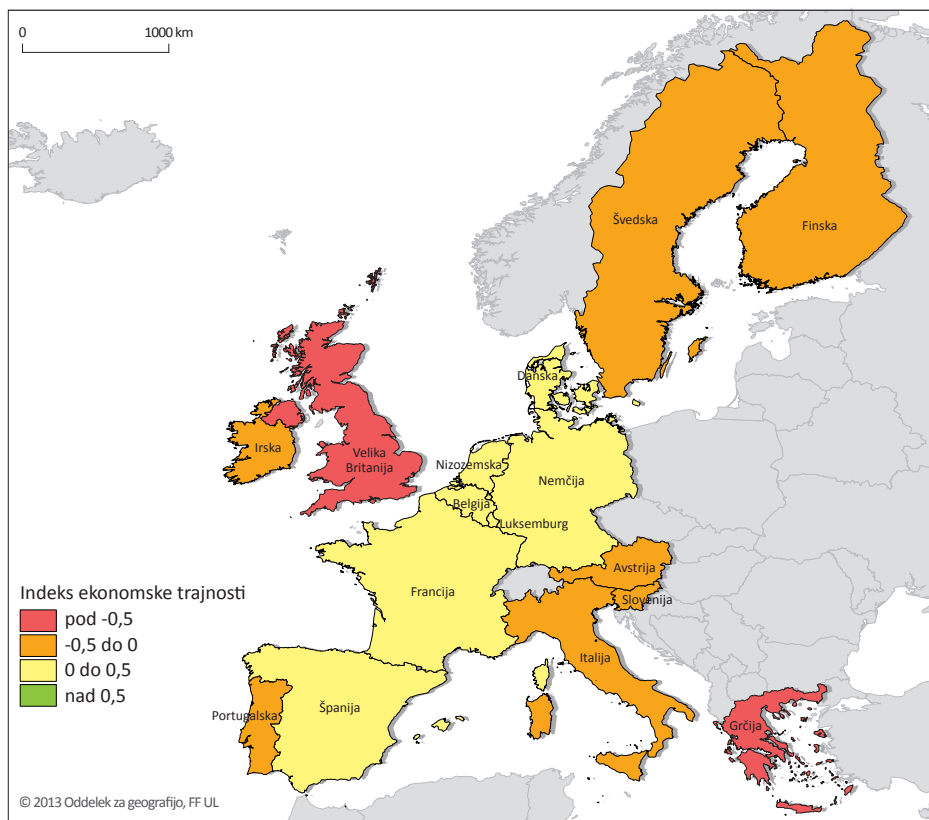 0 1000 km
Švedska
Finska
Danska
Irska
Velika
Britanija
Nizozemska
Nemčija
Belgija
Luksemburg
Avstrija
Slovenija
Francija
Italija
Indeks ekonomske trajnosti
pod -0,5
-0,5 do 0
0 do 0,5
nad 0,5
Portugalska
Španija
Grčija
© 2013 Oddelek za geografijo, FF UL